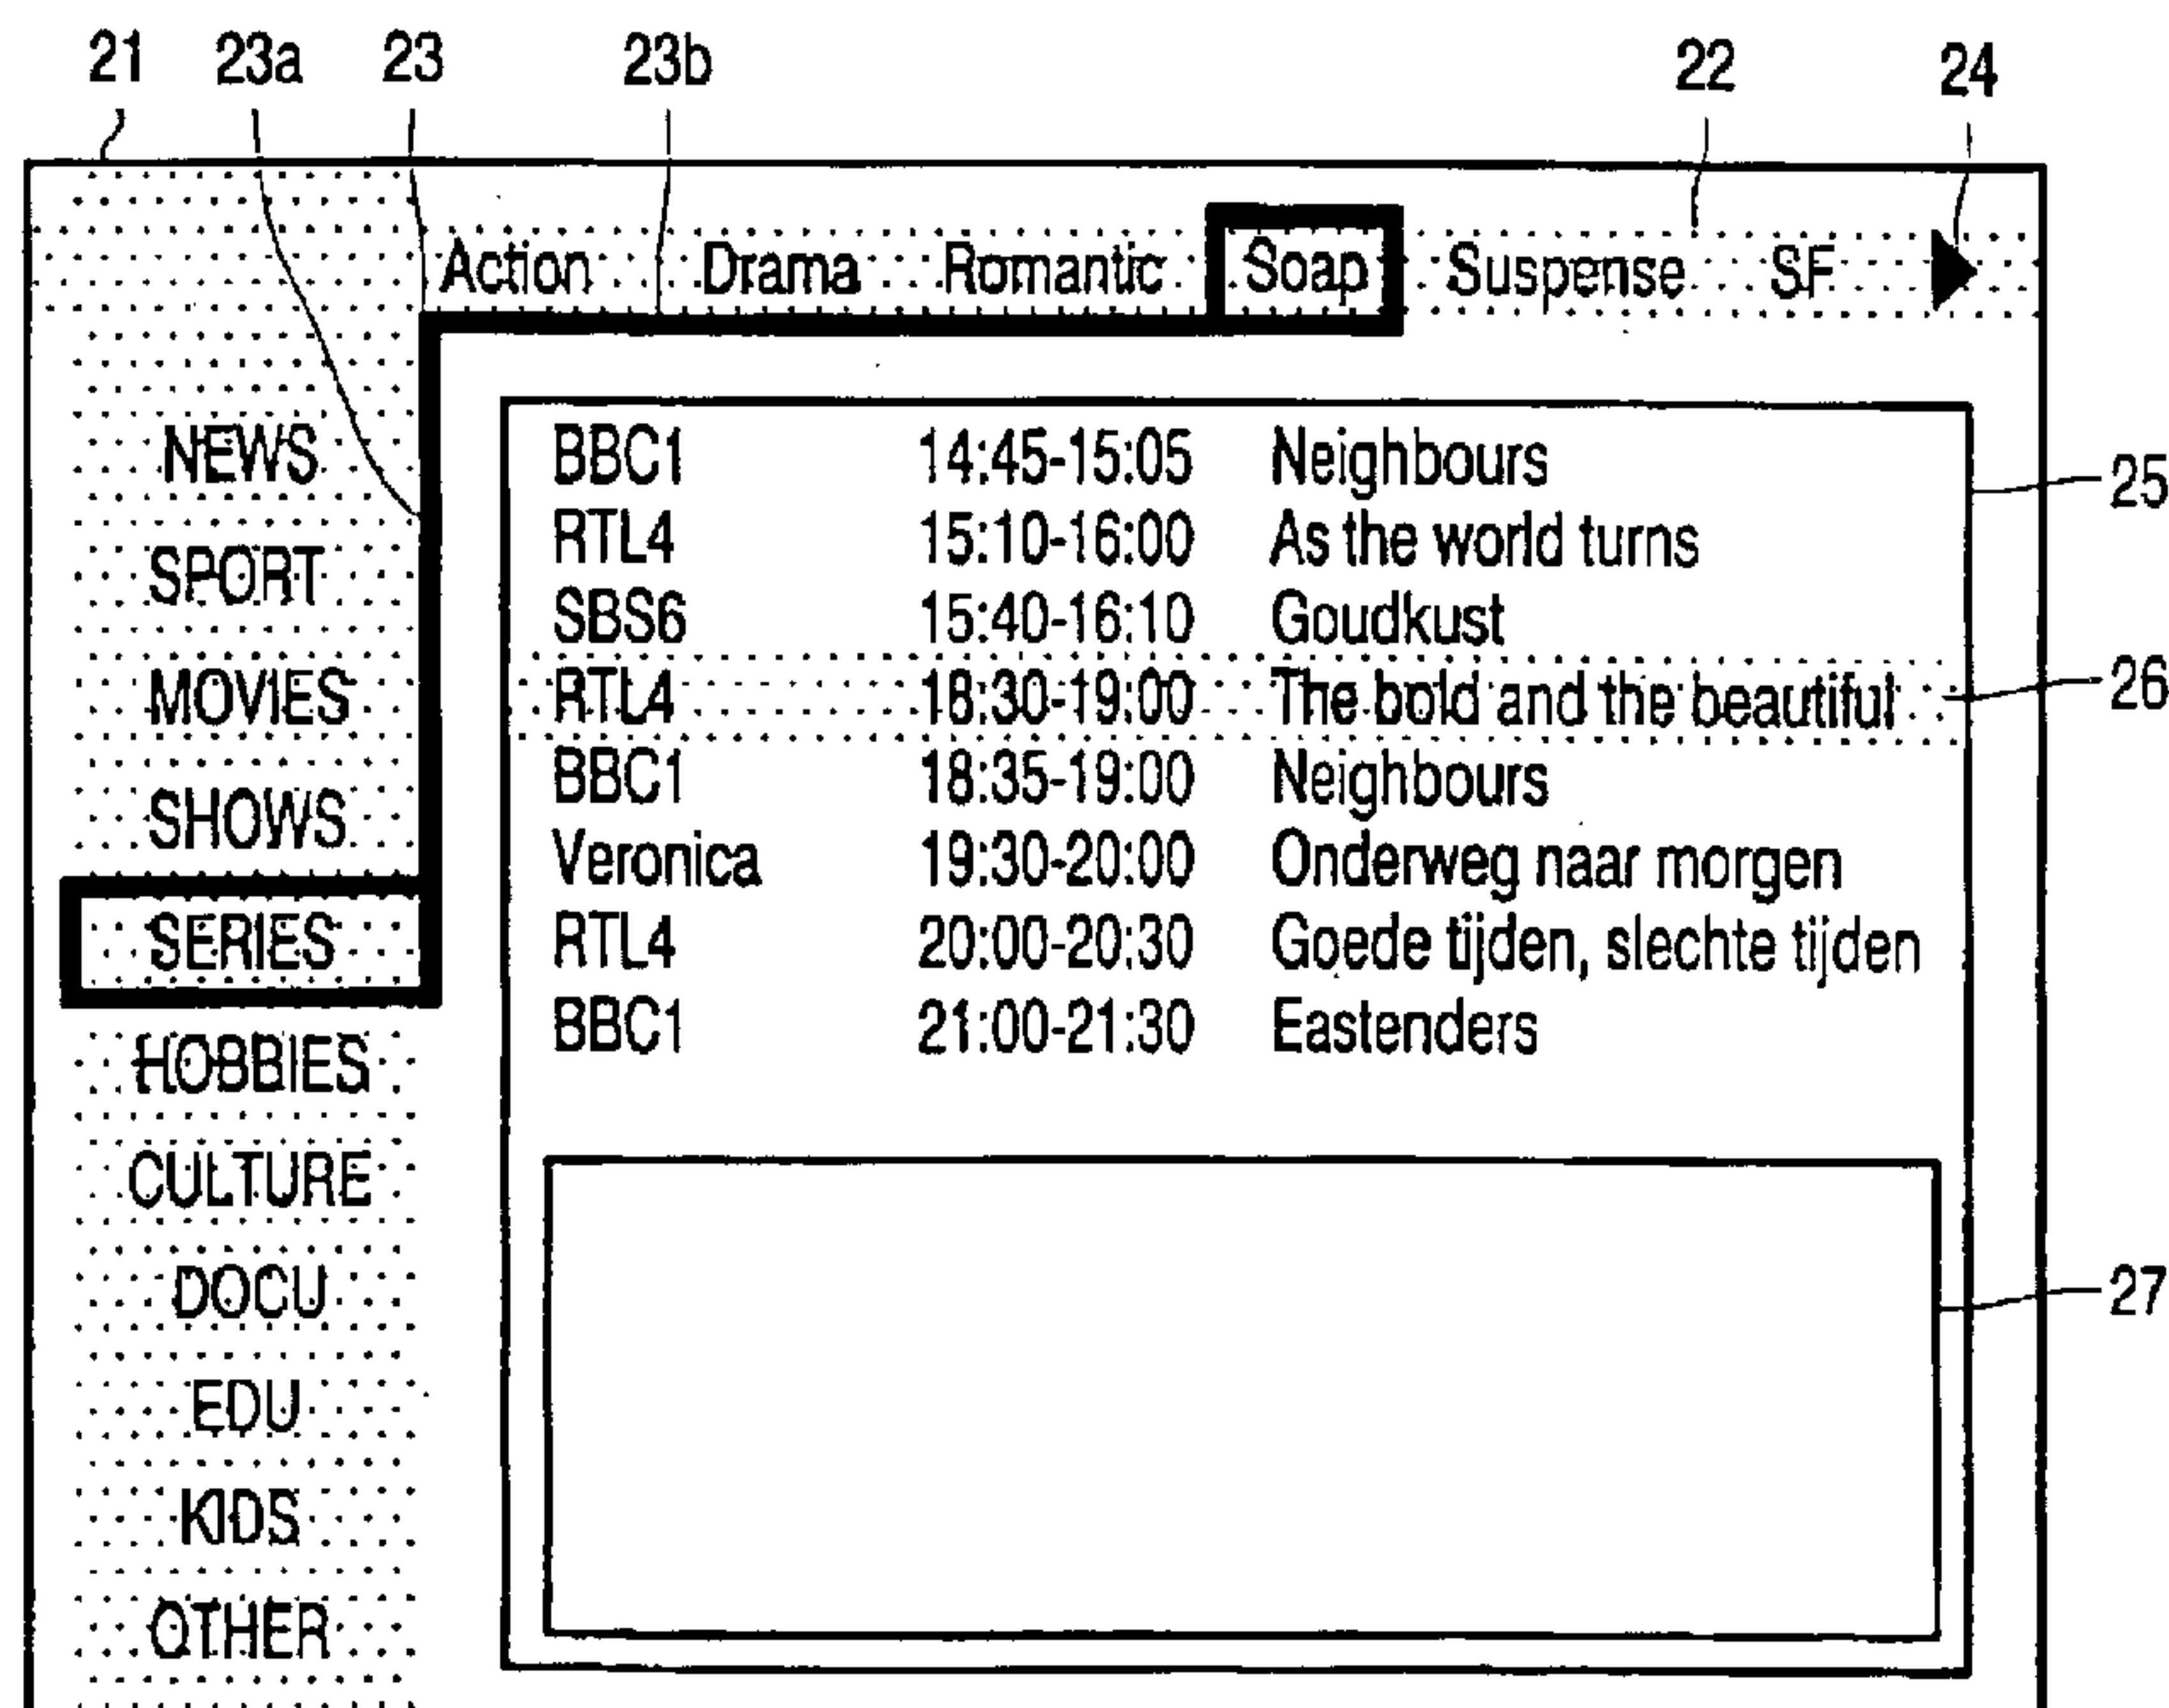 21 23a 23 23b 22 24
Action Drama Romantic Soap Suspense SF
NEWS
SPORT
MOVIES
SHOWS
SERIES
HOBBIES
CULTURE
DOCU
EDU
KIDS
OTHER
BBC1 14:45-15:05 Neighbours
RTL4 15:10-16:00 As the world turns
SBS6 15:40-16:10 Goudkust
RTL4 18:30-19:00 The bold and the beautiful
BBC1 18:35-19:00 Neighbours
Veronica 19:30-20:00 Onderweg naar morgen
RTL4 20:00-20:30 Goede tijden, slechte tijden
BBC1 21:00-21:30 Eastenders
25
26
27